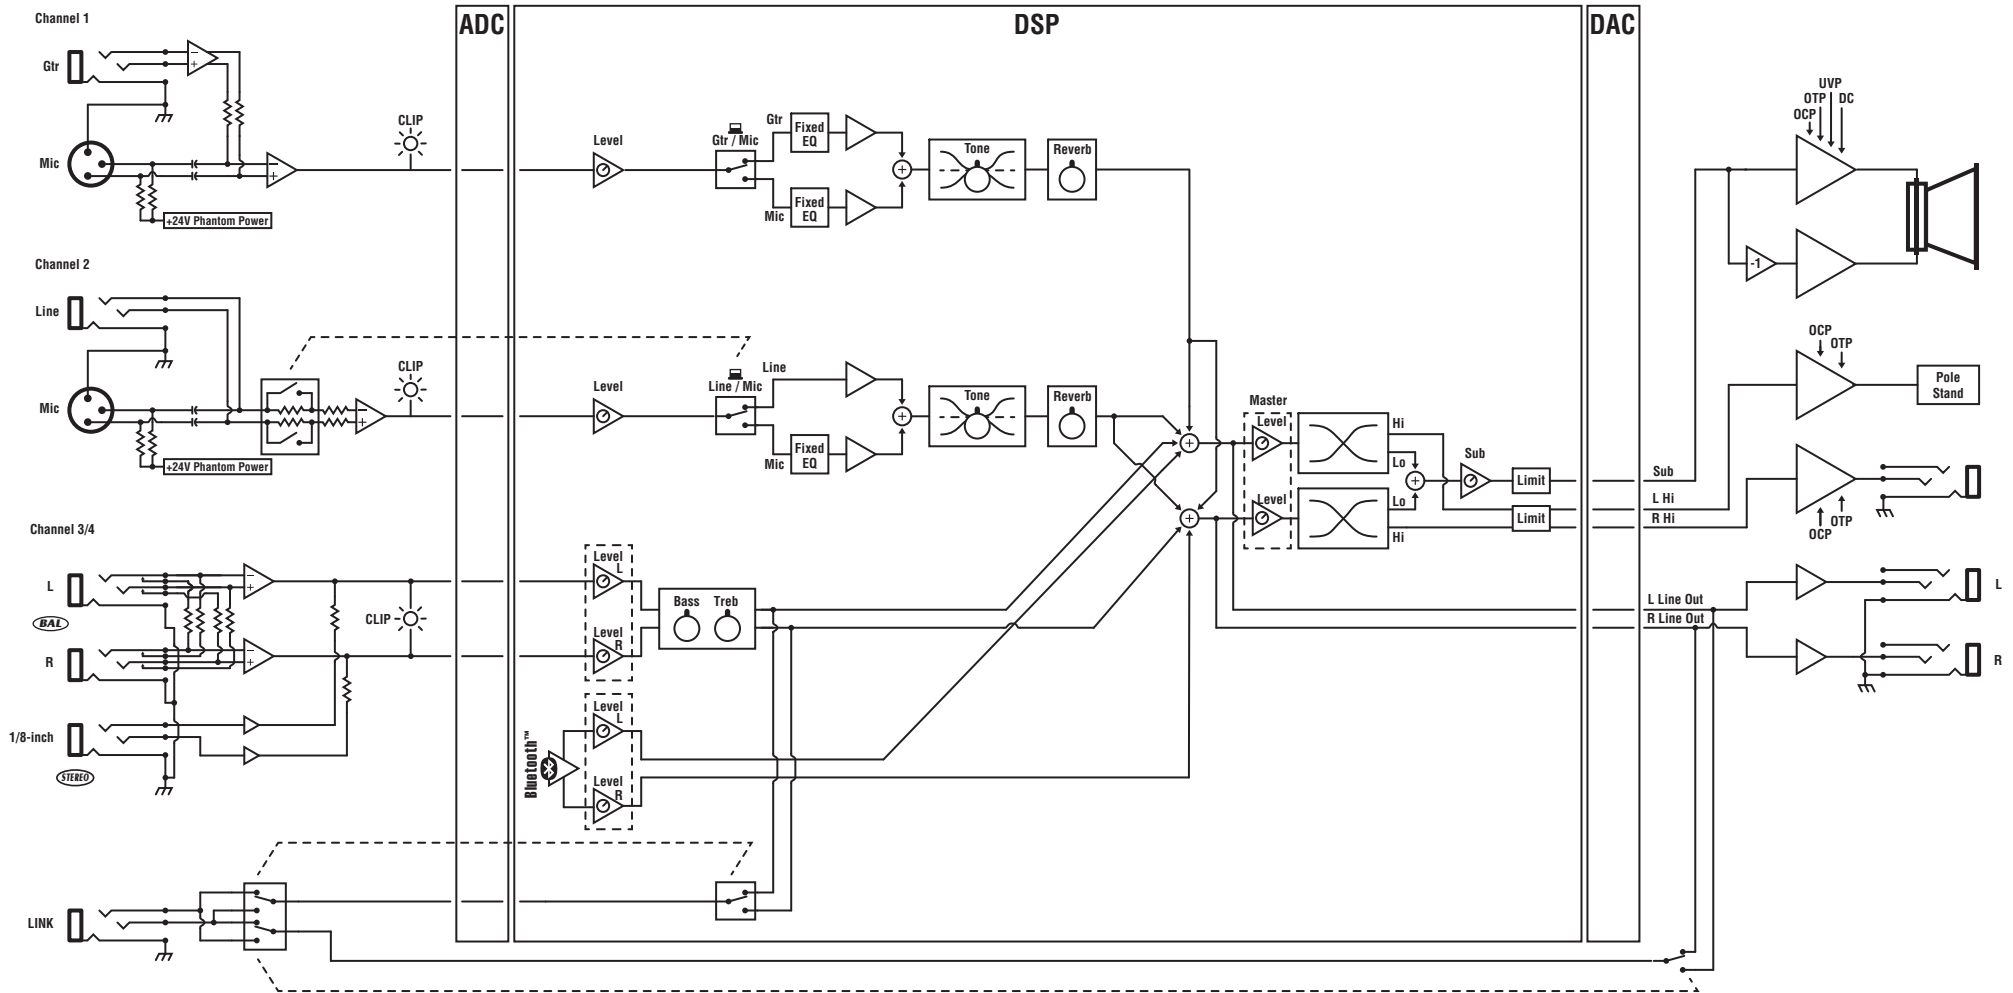 Channel 1
ADC
DSP
DAC
Gtr
Mic
+24V Phantom Power
CLIP
Level
Gtr / Mic
Gtr
Mic
Fixed
EQ
Fixed
EQ
Tone
Reverb
UVP
OTP
DC
OCP
-1
Channel 2
Line
Mic
+24V Phantom Power
CLIP
Level
Line / Mic
Line
Mic
Fixed
EQ
Tone
Reverb
Master
Level
Level
Hi
Lo
Lo
Hi
Sub
Limit
Limit
Sub
L Hi
R Hi
OCP
OTP
Pole
Stand
OCP
OTP
Channel 3/4
L
BAL
R
1/8-inch
STEREO
CLIP
Level
L
Level
R
Bass
Treb
Bluetooth™
Level
L
Level
R
L Line Out
R Line Out
L
R
LINK